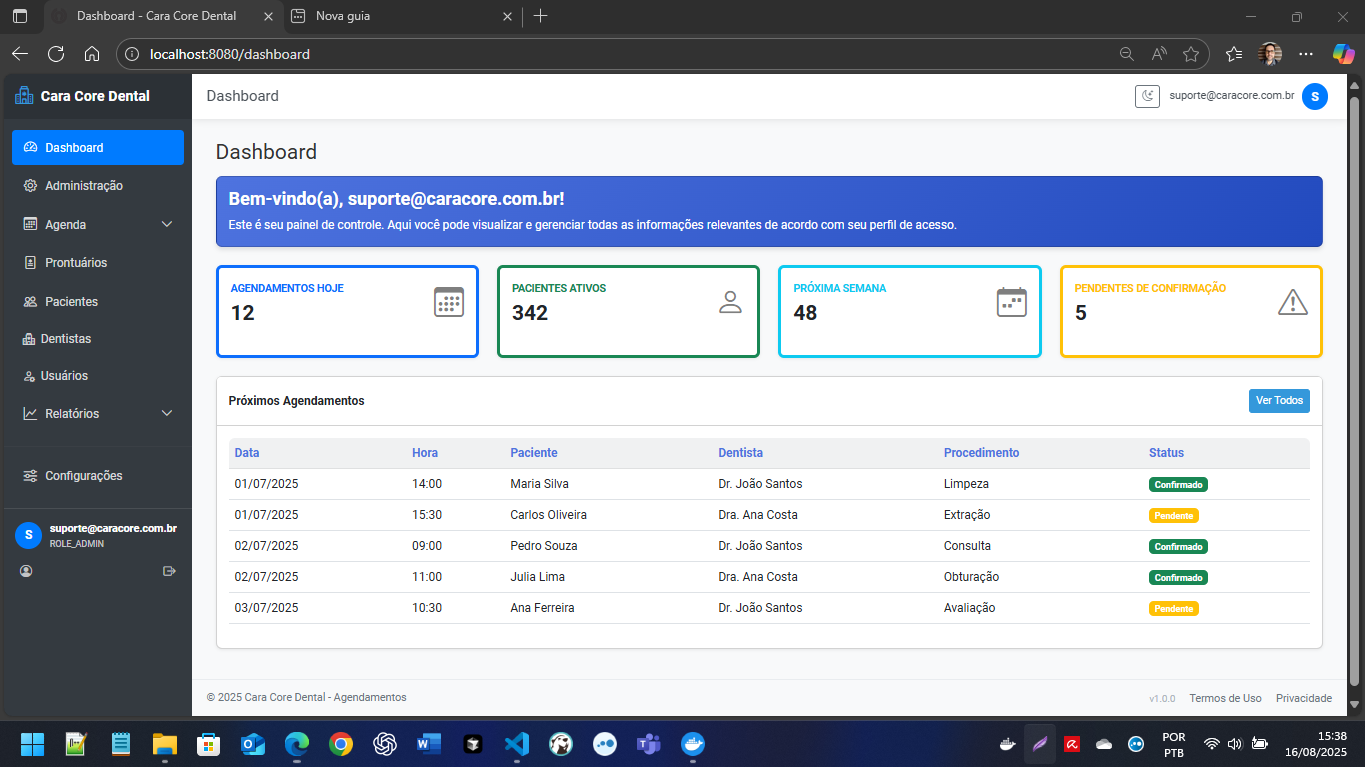 Dashboard - Cara Core Dental
Nova guia
localhost:8080/dashboard
Cara Core Dental
Dashboard
suporte@caracore.com.br
S
Dashboard
Administração
Agenda
Prontuários
Pacientes
Dentistas
Usuários
Relatórios
Configurações
S
suporte@caracore.com.br
ROLE_ADMIN
Dashboard
Bem-vindo(a), suporte@caracore.com.br!
Este é seu painel de controle. Aqui você pode visualizar e gerenciar todas as informações relevantes de acordo com seu perfil de acesso.
AGENDAMENTOS HOJE
12
PACIENTES ATIVOS
342
PRÓXIMA SEMANA
48
PENDENTES DE CONFIRMAÇÃO
5
Próximos Agendamentos
Ver Todos
Data Hora Paciente Dentista Procedimento Status
01/07/2025 14:00 Maria Silva Dr. João Santos Limpeza Confirmado
01/07/2025 15:30 Carlos Oliveira Dra. Ana Costa Extração Pendente
02/07/2025 09:00 Pedro Souza Dr. João Santos Consulta Confirmado
02/07/2025 11:00 Julia Lima Dra. Ana Costa Obturação Confirmado
03/07/2025 10:30 Ana Ferreira Dr. João Santos Avaliação Pendente
© 2025 Cara Core Dental - Agendamentos
v1.0.0 Termos de Uso Privacidade
POR
PTB
15:38
16/08/2025